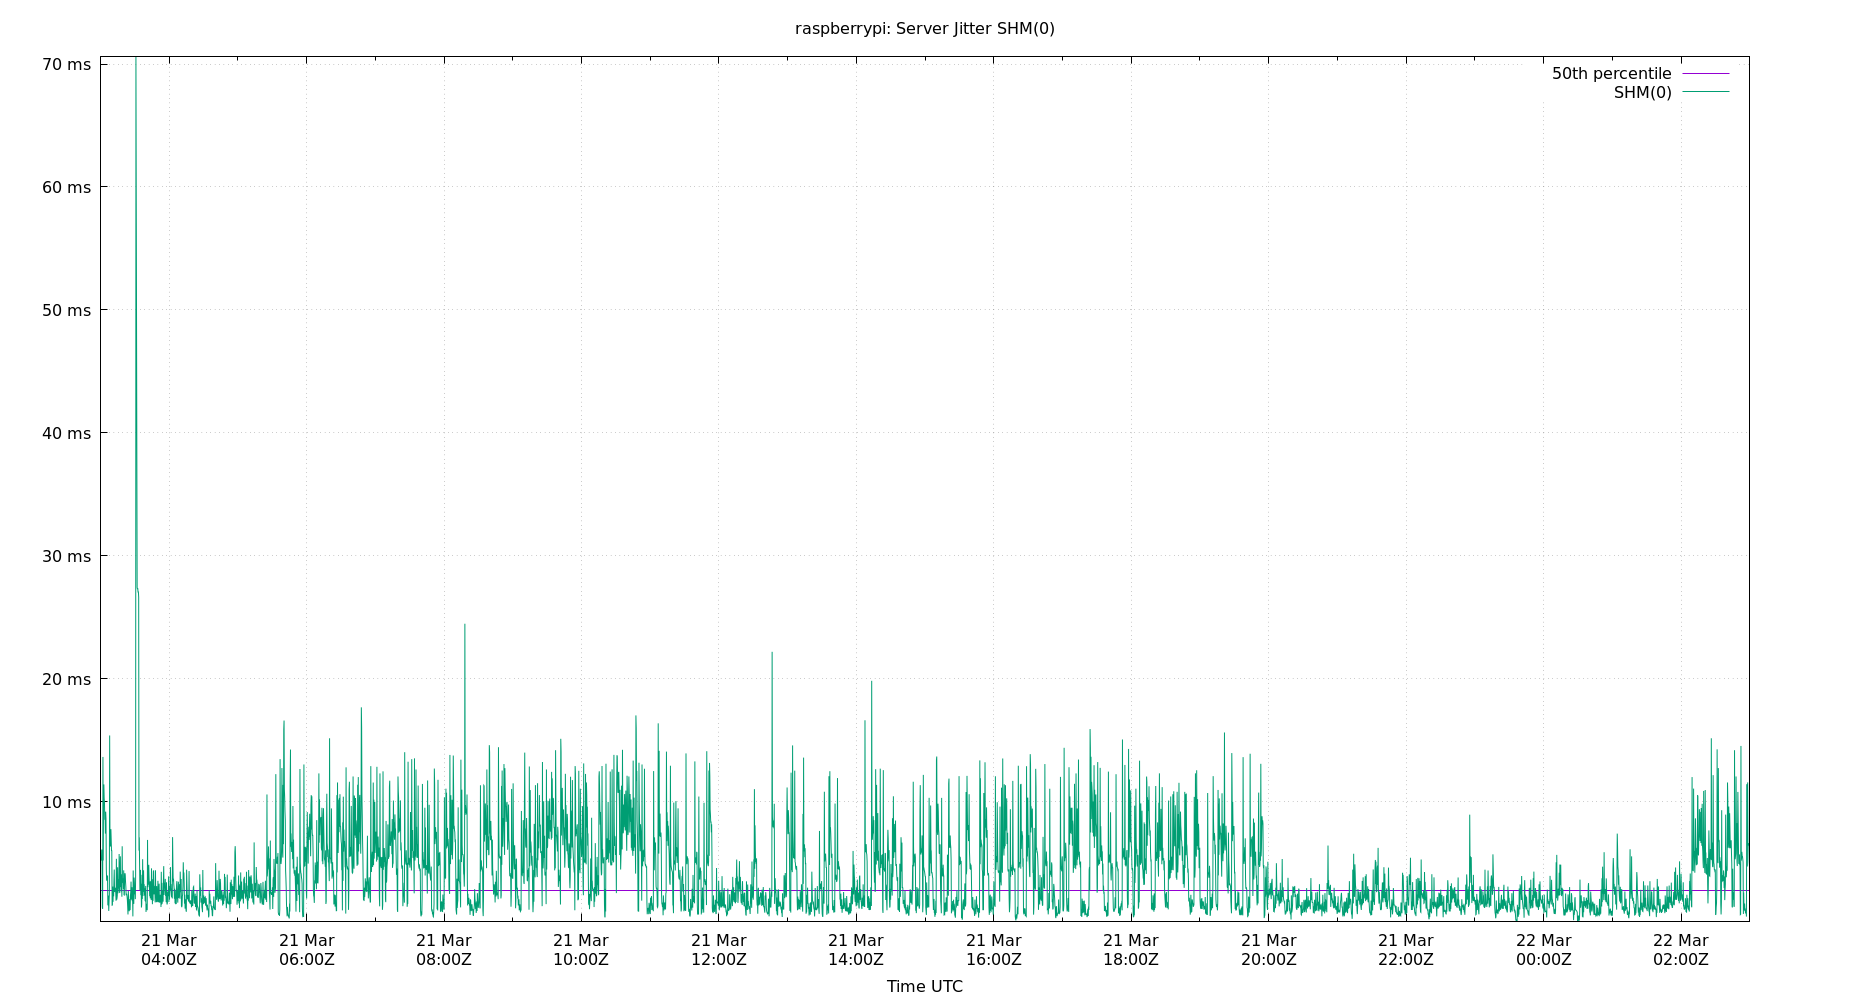 raspberrypi: Server Jitter SHM(0)
70 ms
60 ms
50 ms
40 ms
30 ms
20 ms
10 ms
50th percentile
SHM(0)
21 Mar 21 Mar 21 Mar 21 Mar 21 Mar 21 Mar 21 Mar 21 Mar 21 Mar 21 Mar 22 Mar 22 Mar
04:00Z 06:00Z 08:00Z 10:00Z 12:00Z 14:00Z 16:00Z 18:00Z 20:00Z 22:00Z 00:00Z 02:00Z
Time UTC